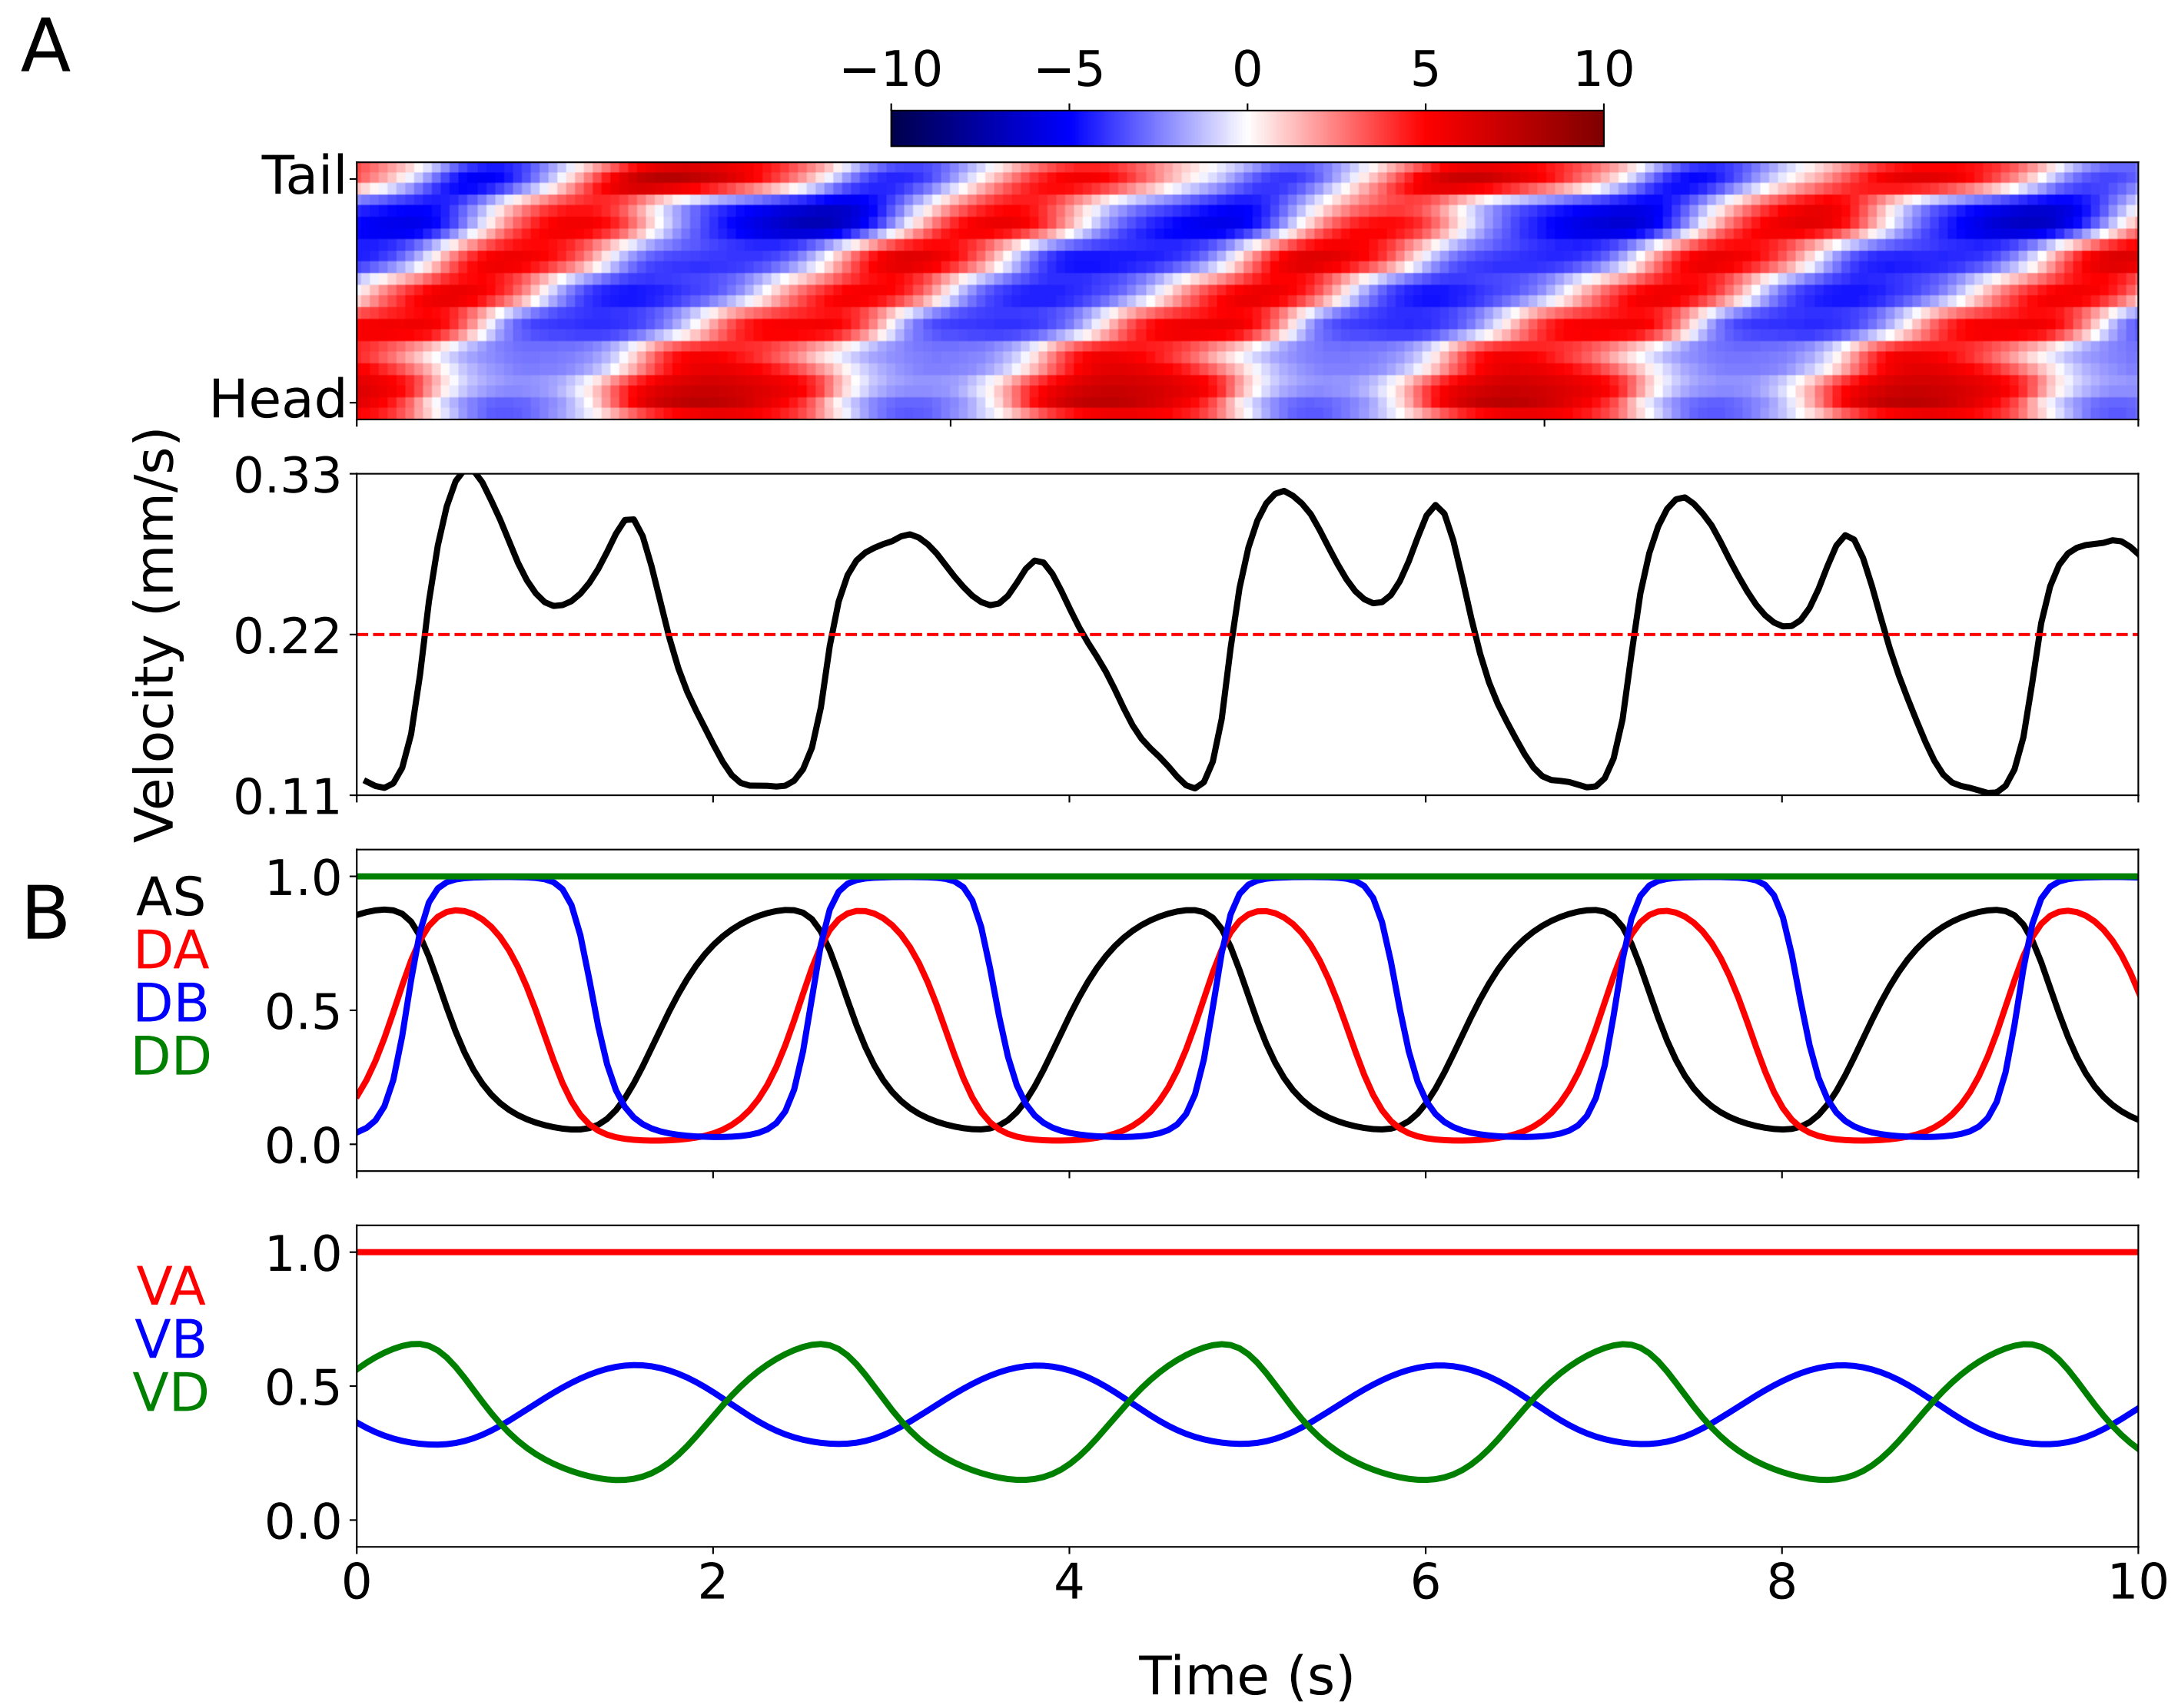 A
−10 −5 0 5 10
Tail
Head
Velocity (mm/s)
0.33
0.22
0.11
B
AS
DA
DB
DD
1.0
0.5
0.0
VA
VB
VD
1.0
0.5
0.0
0 2 4 6 8 10
Time (s)